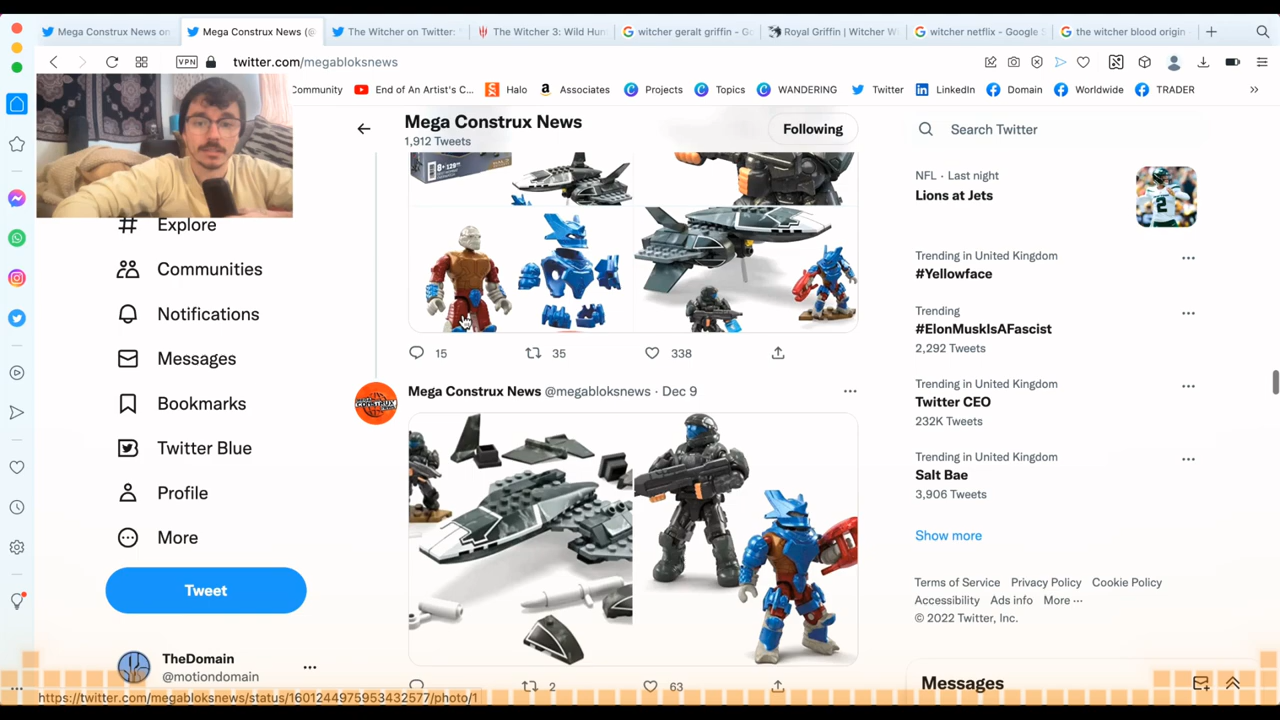 Mega Construx News on
Mega Construx News (@
The Witcher on Twitter: "
The Witcher 3: Wild Hun
witcher geralt griffin - Go
Royal Griffin | Witcher W
witcher netflix - Google S
the witcher blood origin
VPN
twitter.com/megabloksnews
Community
End of An Artist's C...
Halo
Associates
Projects
Topics
WANDERING
Twitter
LinkedIn
Domain
Worldwide
TRADER
Mega Construx News
1,912 Tweets
Following
Search Twitter
Explore
Communities
Notifications
Messages
Bookmarks
Twitter Blue
Profile
More
Tweet
TheDomain
@motiondomain
8+
15
35
338
Mega Construx News @megabloksnews · Dec 9
2
63
NFL · Last night
Lions at Jets
Trending in United Kingdom
#Yellowface
Trending
#ElonMuskIsAFascist
2,292 Tweets
Trending in United Kingdom
Twitter CEO
232K Tweets
Trending in United Kingdom
Salt Bae
3,906 Tweets
Show more
Terms of Service Privacy Policy Cookie Policy
Accessibility Ads info More ···
© 2022 Twitter, Inc.
Messages
https://twitter.com/megabloksnews/status/1601244975953432577/photo/1